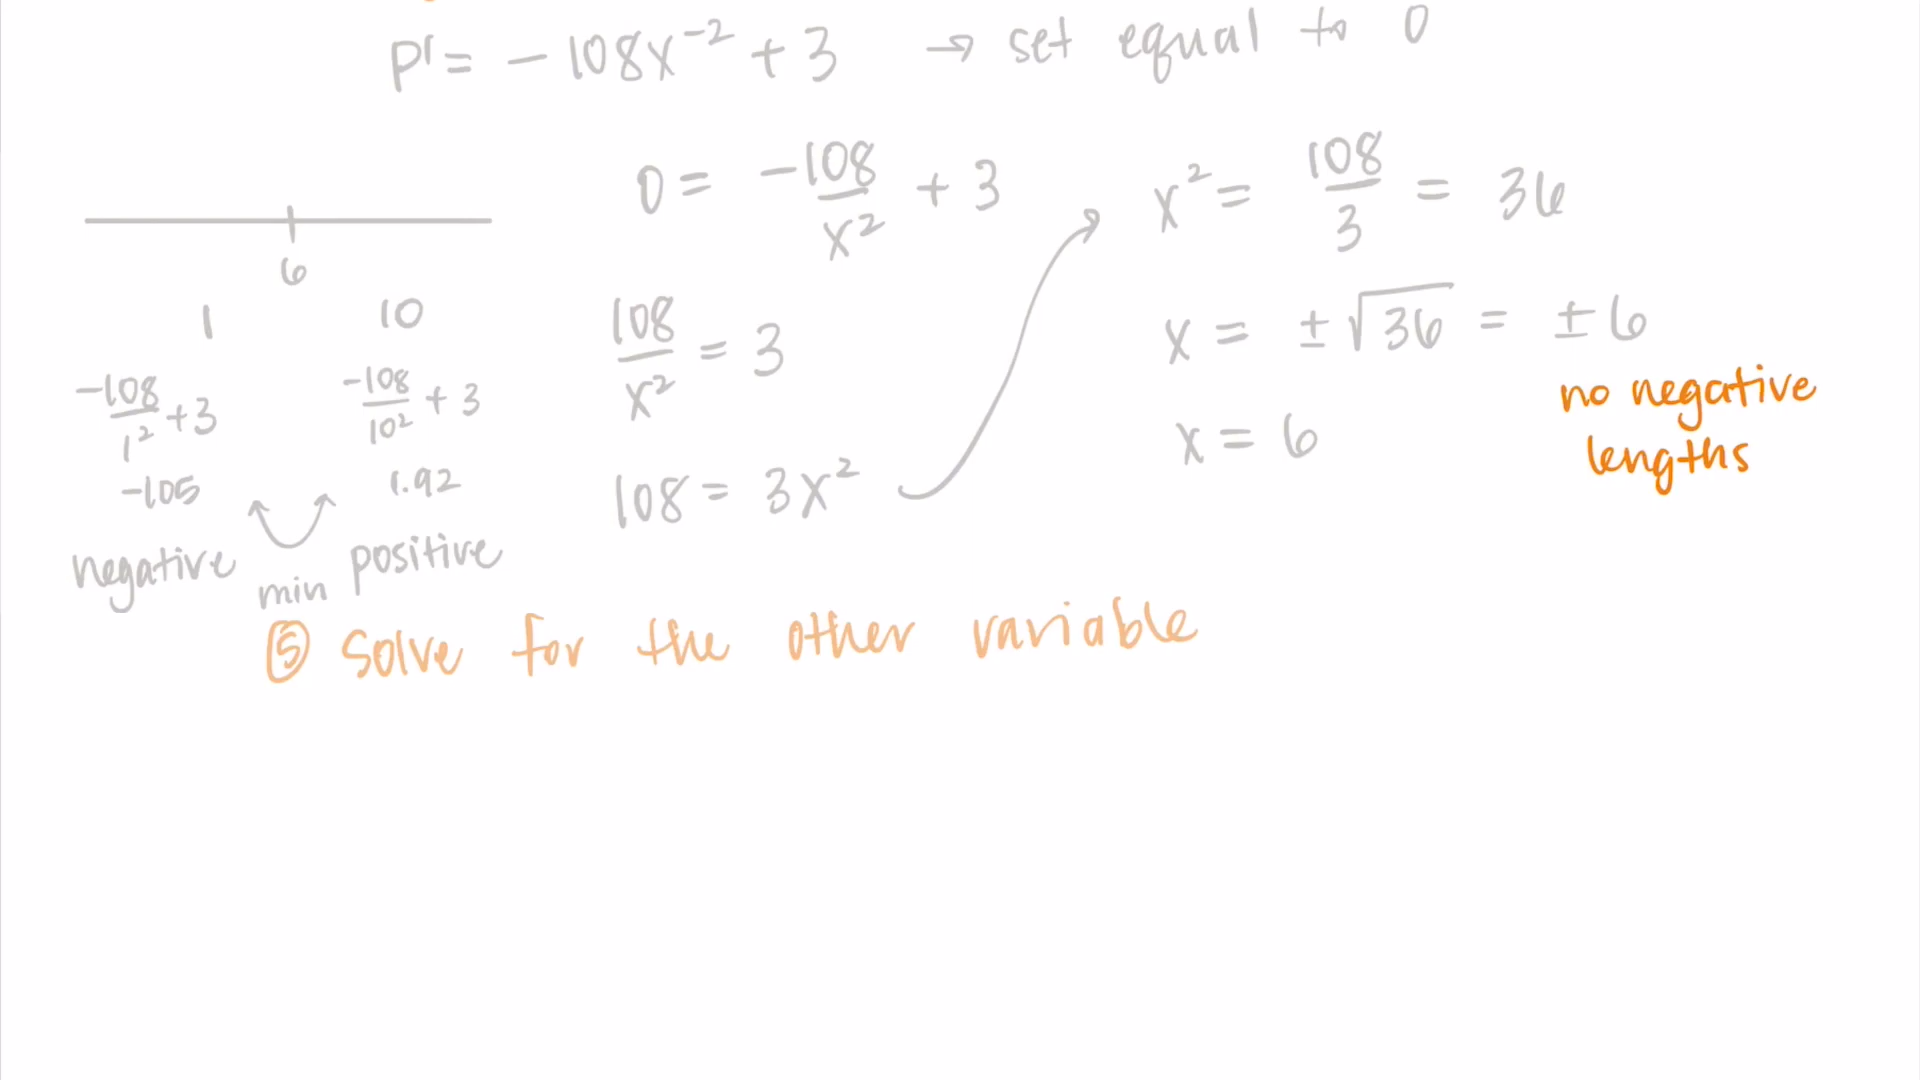 P' = -108x⁻² + 3 → set equal to 0
0 = -108/x² + 3
108/x² = 3
108 = 3x²
x² = 108/3 = 36
x = ±√36 = ±6
no negative
lengths
x = 6
6
1
-108/1² + 3
-105
negative
10
-108/10² + 3
1.92
positive
min
⑤ solve for the other variable